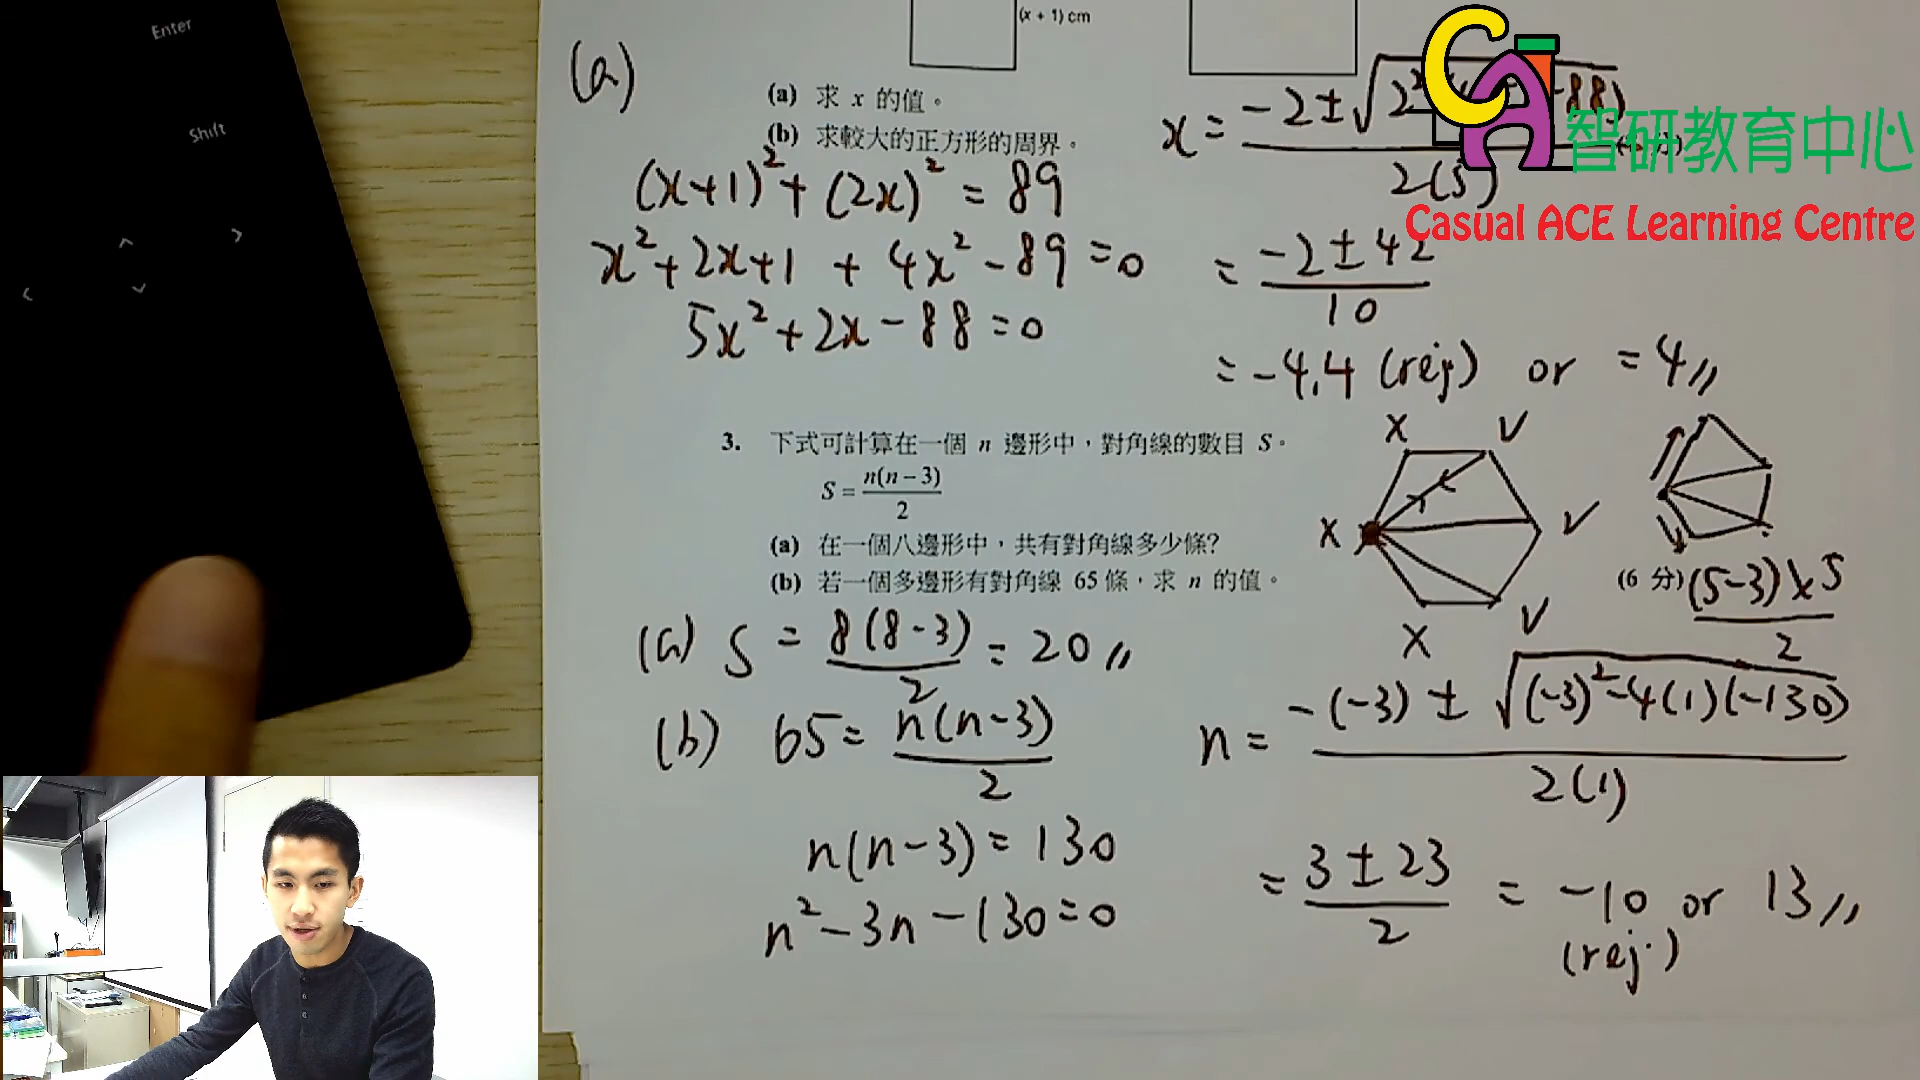 Enter
Shift
(x + 1) cm
(a)
(a) 求 x 的值。
(b) 求較大的正方形的周界。
(x+1)² + (2x)² = 89
x² + 2x + 1 + 4x² - 89 = 0
5x² + 2x - 88 = 0
2(5)
= -2 ± 42 / 10
= -4.4 (rej) or = 4//
智研教育中心
Casual ACE Learning Centre
3. 下式可計算在一個 n 邊形中，對角線的數目 S。
S = n(n - 3) / 2
(a) 在一個八邊形中，共有對角線多少條?
(b) 若一個多邊形有對角線 65 條，求 n 的值。
(6 分)
X V
X V
X V
(5-3)x5 / 2
(a) S = 8(8-3) / 2 = 20//
(b) 65 = n(n-3) / 2
n(n-3) = 130
n² - 3n - 130 = 0
n = -(-3) ± √(-3)²-4(1)(-130) / 2(1)
= 3 ± 23 / 2 = -10 or 13//
(rej.)